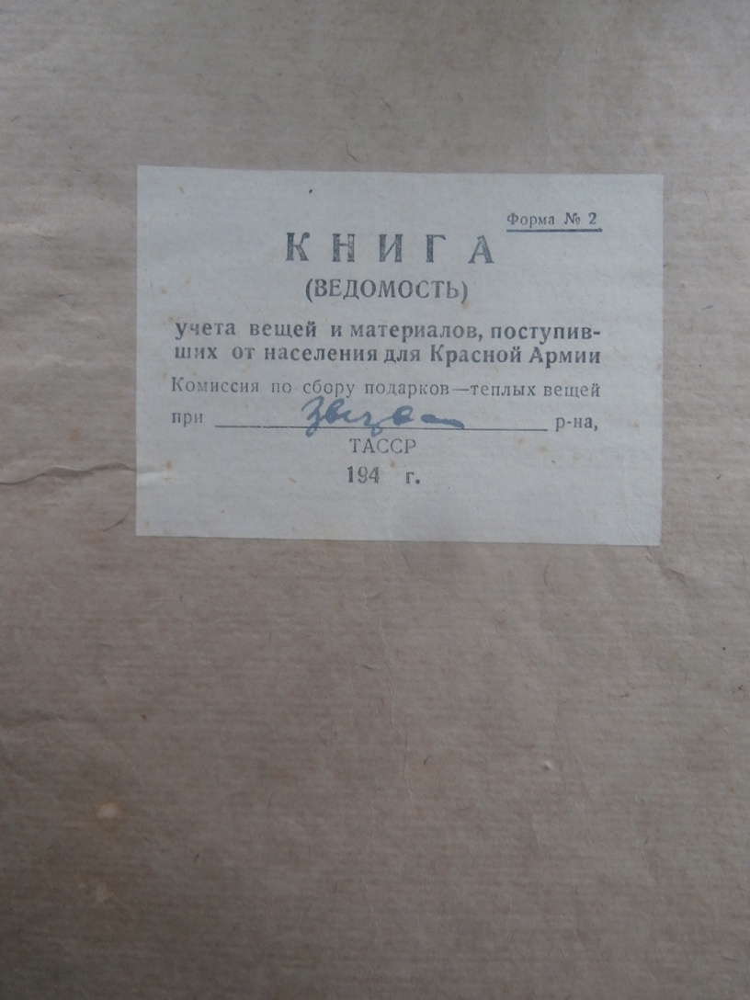 Форма № 2
КНИГА
(ВЕДОМОСТЬ)
учета вещей и материалов, поступив-
ших от населения для Красной Армии
Комиссия по сбору подарков—теплых вещей
при р-на,
ТАССР
194 г.